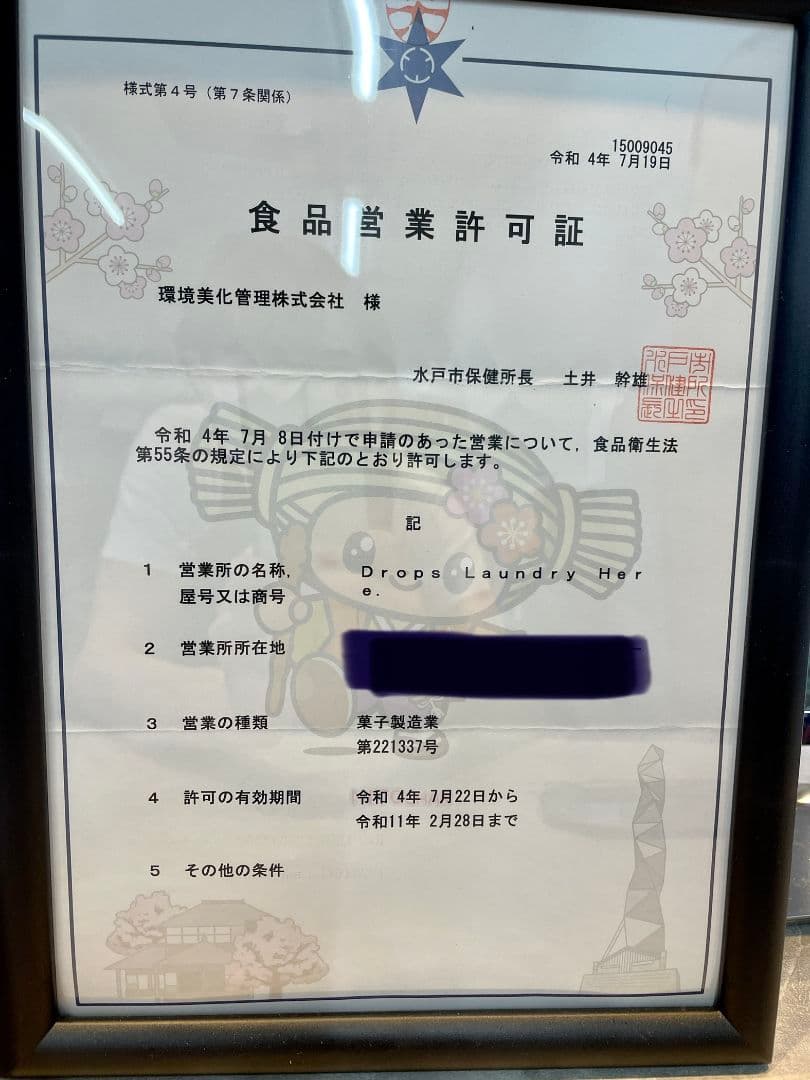 様式第4号（第7条関係）
15009045
令和 4年 7月19日
食品営業許可証
環境美化管理株式会社 様
水戸市保健所長 土井 幹雄
水戸市保健所長之印
令和 4年 7月 8日付けで申請のあった営業について，食品衛生法
第55条の規定により下記のとおり許可します。
記
1 営業所の名称， Drops Laundry Her
屋号又は商号 e.
2 営業所所在地
3 営業の種類 菓子製造業
第221337号
4 許可の有効期間 令和 4年 7月22日から
令和11年 2月28日まで
5 その他の条件